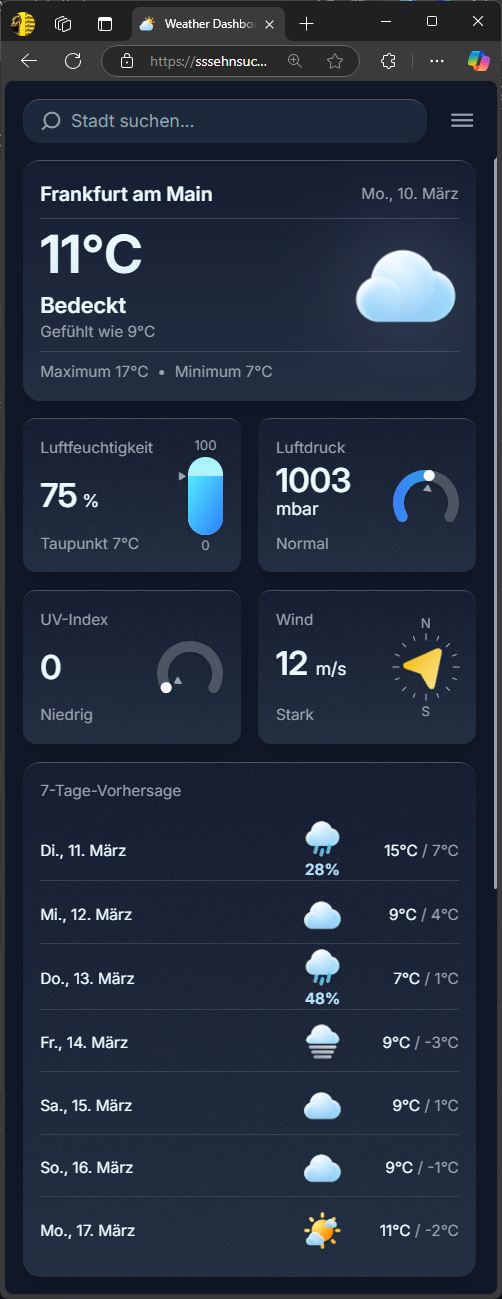 Weather Dashbo
https://sssehnsuc...
Stadt suchen...
Frankfurt am Main
Mo., 10. März
11°C
Bedeckt
Gefühlt wie 9°C
Maximum 17°C • Minimum 7°C
Luftfeuchtigkeit
100
75 %
Taupunkt 7°C
0
Luftdruck
1003
mbar
Normal
UV-Index
0
Niedrig
Wind
N
12 m/s
S
Stark
7-Tage-Vorhersage
Di., 11. März
28%
15°C / 7°C
Mi., 12. März
9°C / 4°C
Do., 13. März
48%
7°C / 1°C
Fr., 14. März
9°C / -3°C
Sa., 15. März
9°C / 1°C
So., 16. März
9°C / -1°C
Mo., 17. März
11°C / -2°C